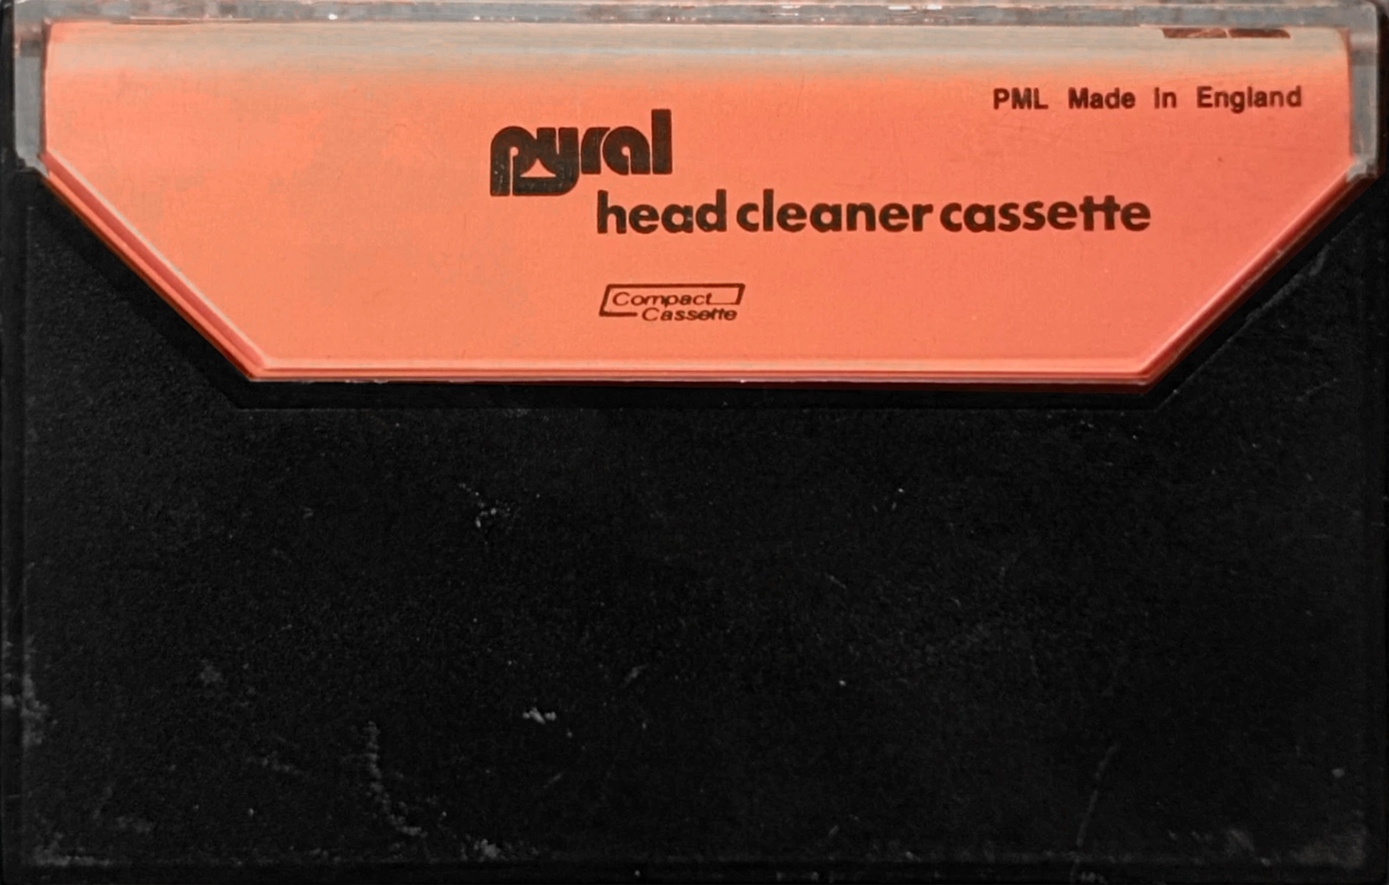 PML Made in England
pyral
head cleaner cassette
Compact
Cassette